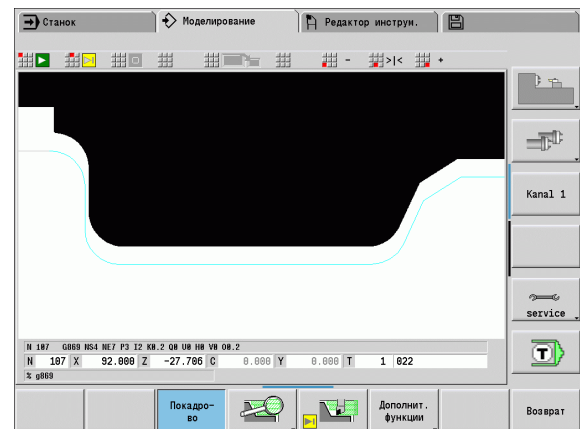 Станок
Моделирование
Редактор инструм.
- >|< +
Kanal 1
service
N 107 G869 NS4 NE7 P3 I2 K0.2 Q0 U0 H0 V0 O0.2
N 107 X 92.000 Z -27.706 C 0.000 Y 0.000 T 1 022
% g869
T
Покадро-
во
Дополнит.
функции
Возврат